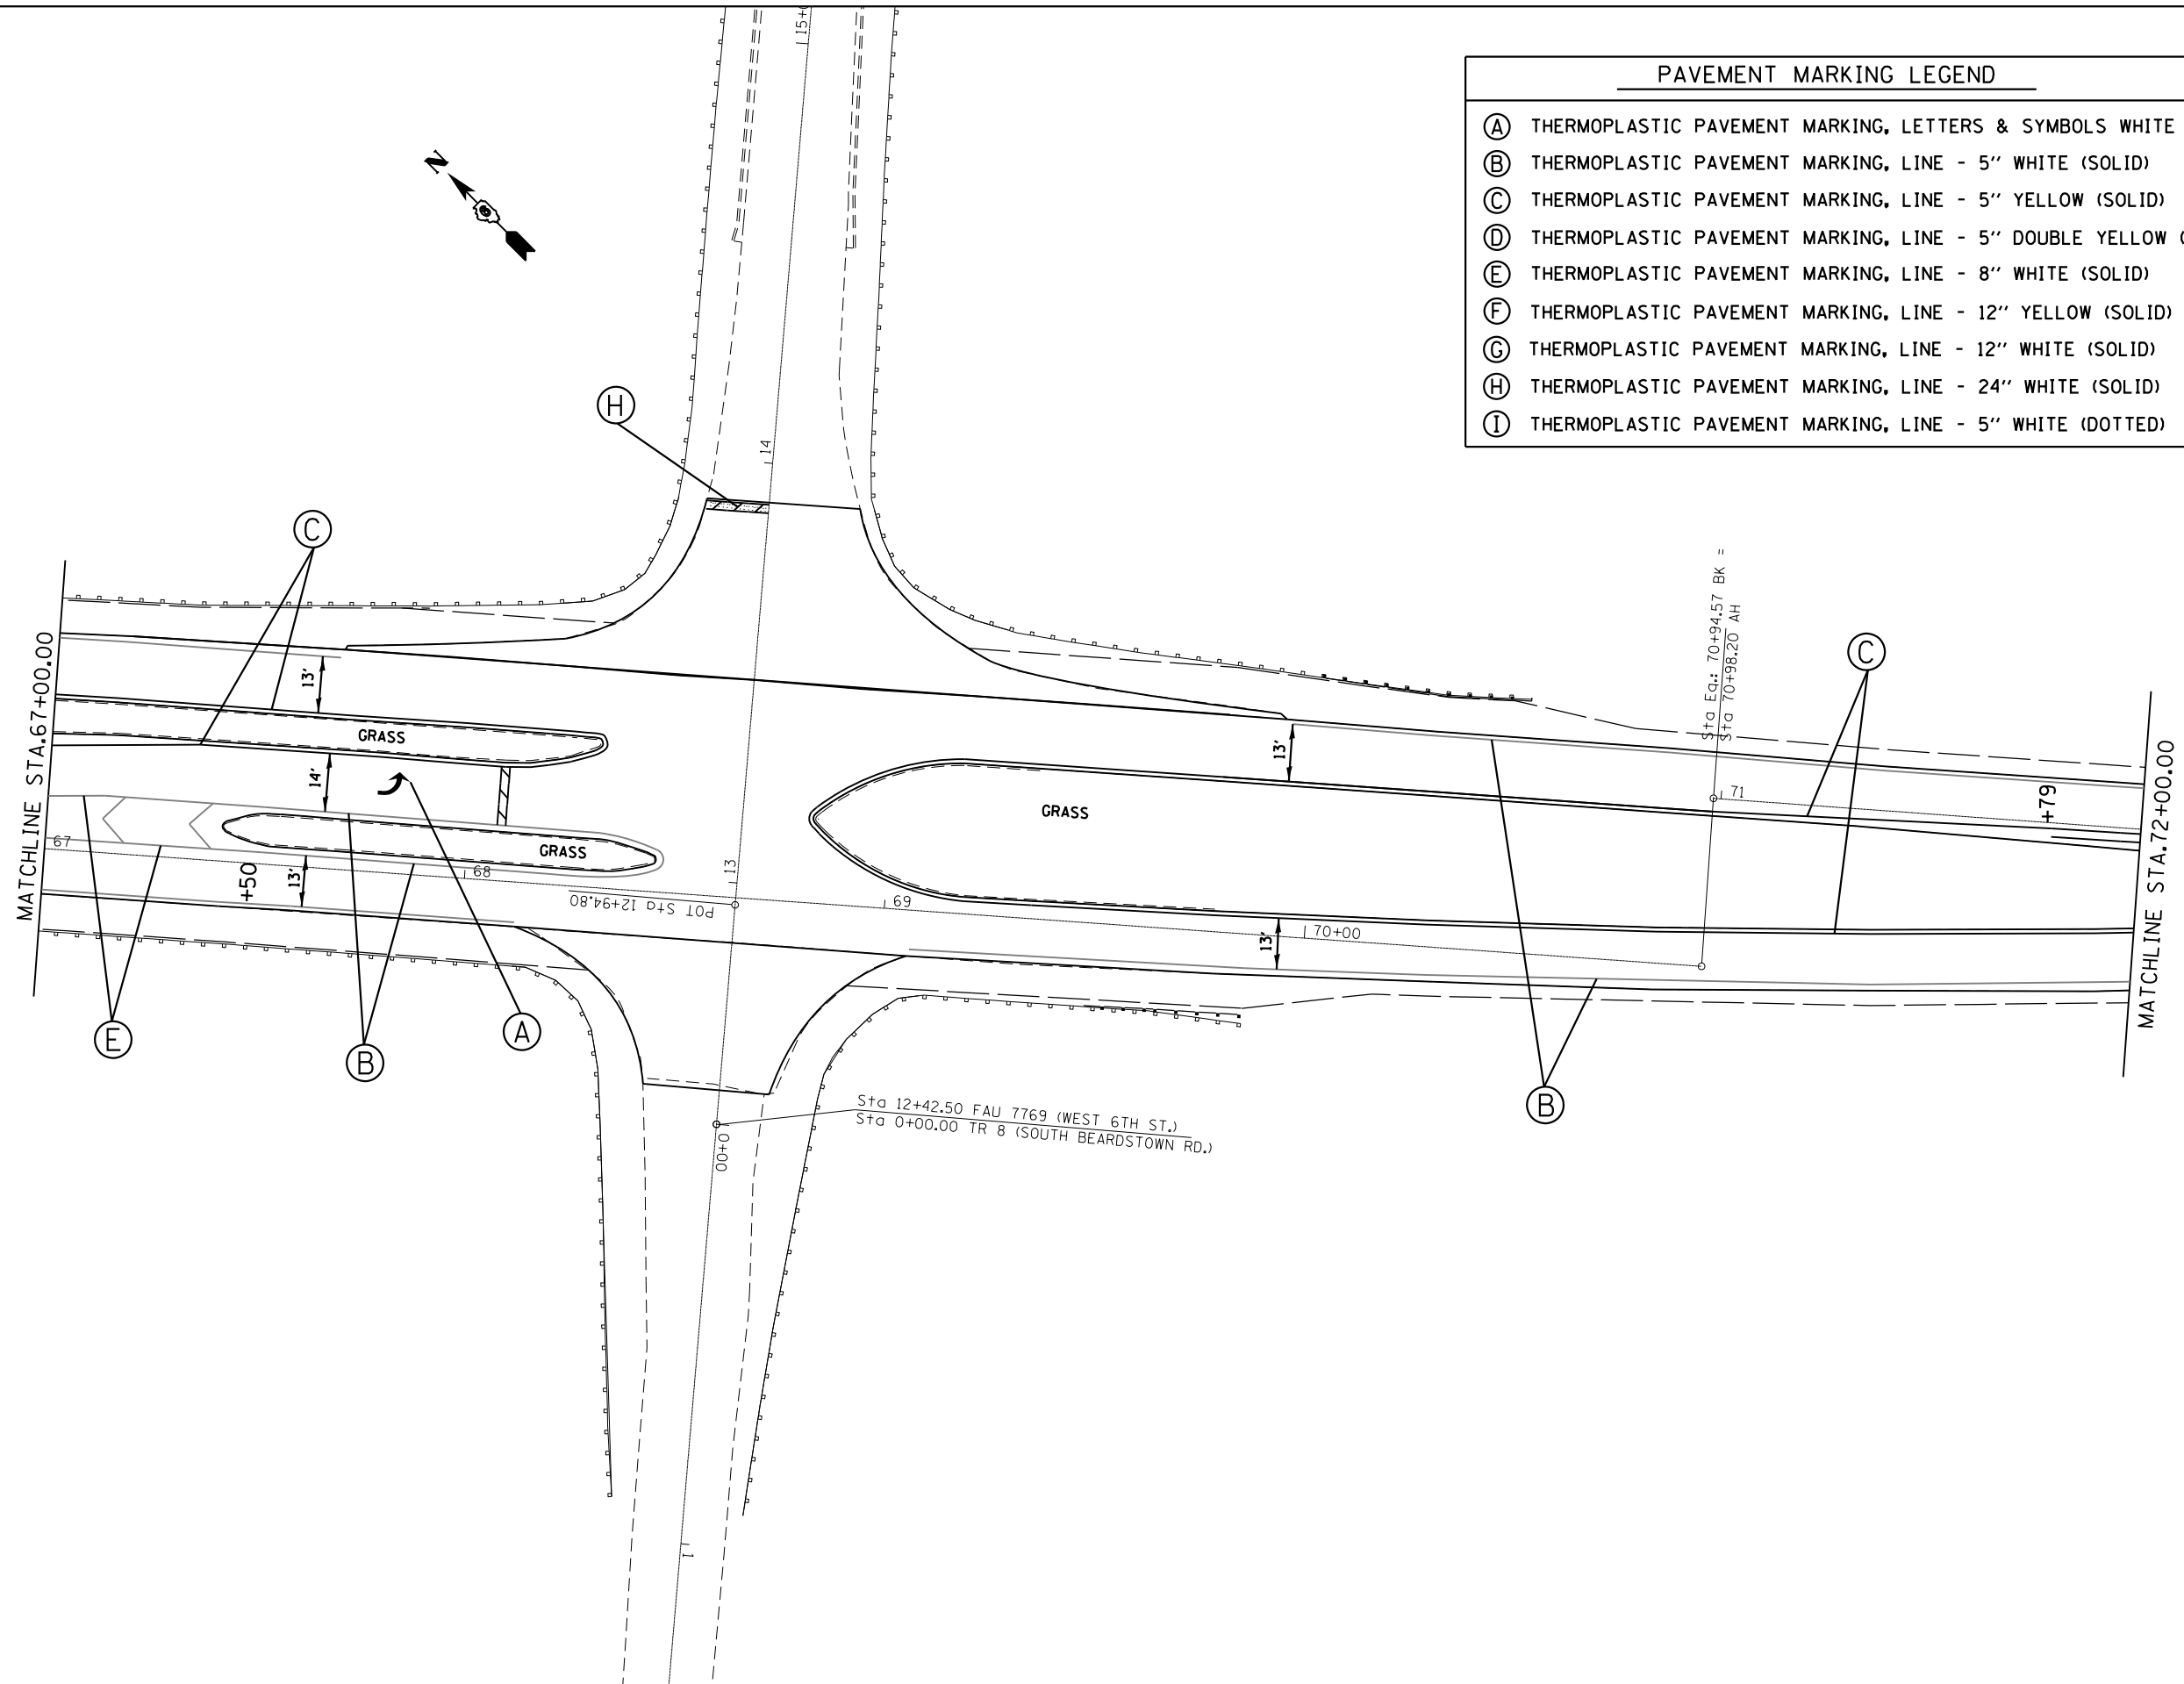 15+0
PAVEMENT MARKING LEGEND
A THERMOPLASTIC PAVEMENT MARKING, LETTERS & SYMBOLS WHITE
B THERMOPLASTIC PAVEMENT MARKING, LINE - 5'' WHITE (SOLID)
C THERMOPLASTIC PAVEMENT MARKING, LINE - 5'' YELLOW (SOLID)
D THERMOPLASTIC PAVEMENT MARKING, LINE - 5'' DOUBLE YELLOW (
E THERMOPLASTIC PAVEMENT MARKING, LINE - 8'' WHITE (SOLID)
F THERMOPLASTIC PAVEMENT MARKING, LINE - 12'' YELLOW (SOLID)
G THERMOPLASTIC PAVEMENT MARKING, LINE - 12'' WHITE (SOLID)
H THERMOPLASTIC PAVEMENT MARKING, LINE - 24'' WHITE (SOLID)
I THERMOPLASTIC PAVEMENT MARKING, LINE - 5'' WHITE (DOTTED)
N
H
14
C
C
MATCHLINE STA.67+00.00
13'
GRASS
14'
GRASS
67
+50
13'
68
13
POT Sta 12+94.80
69
GRASS
13'
13'
70+00
Sta Eq.: 70+94.57 BK =
Sta 70+98.20 AH
71
+79
MATCHLINE STA.72+00.00
E
B
A
B
Sta 12+42.50 FAU 7769 (WEST 6TH ST.)
Sta 0+00.00 TR 8 (SOUTH BEARDSTOWN RD.)
0+00
1